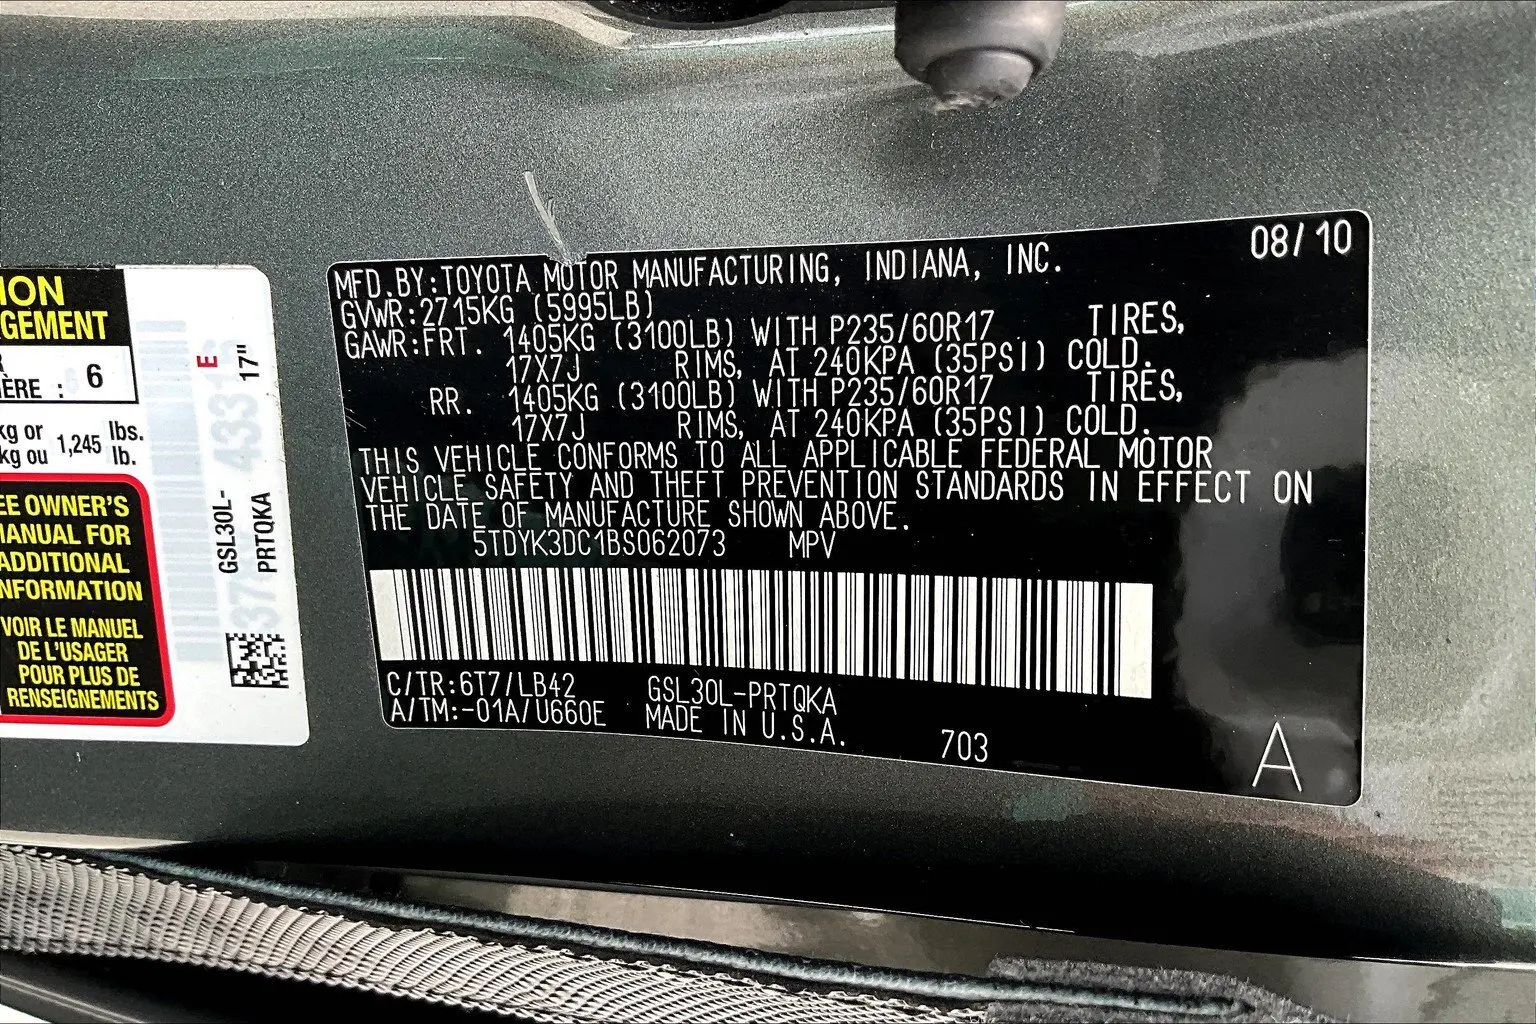 ION
GEMENT
R
IÈRE : 6
kg or 1,245 lbs.
kg ou lb.
EE OWNER'S
MANUAL FOR
ADDITIONAL
NFORMATION
VOIR LE MANUEL
DE L'USAGER
POUR PLUS DE
RENSEIGNEMENTS
E
17"
GSL30L-
PRTQKA
MFD.BY:TOYOTA MOTOR MANUFACTURING, INDIANA, INC. 08/10
GVWR:2715KG (5995LB)
GAWR:FRT. 1405KG (3100LB) WITH P235/60R17 TIRES,
17X7J RIMS, AT 240KPA (35PSI) COLD.
RR. 1405KG (3100LB) WITH P235/60R17 TIRES,
17X7J RIMS, AT 240KPA (35PSI) COLD.
THIS VEHICLE CONFORMS TO ALL APPLICABLE FEDERAL MOTOR
VEHICLE SAFETY AND THEFT PREVENTION STANDARDS IN EFFECT ON
THE DATE OF MANUFACTURE SHOWN ABOVE.
5TDYK3DC1BS062073 MPV
C/TR:6T7/LB42 GSL30L-PRTQKA
A/TM:-01A/U660E MADE IN U.S.A. 703
A